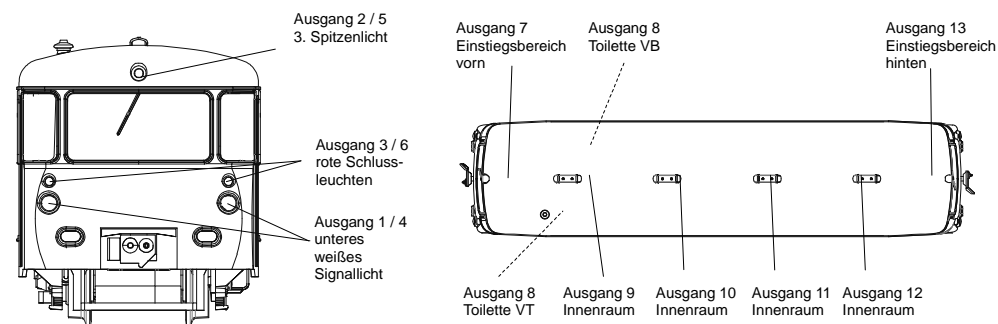 Ausgang 2 / 5
3. Spitzenlicht
Ausgang 3 / 6
rote Schluss-
leuchten
Ausgang 1 / 4
unteres
weißes
Signallicht
Ausgang 7
Einstiegsbereich
vorn
Ausgang 8
Toilette VB
Ausgang 13
Einstiegsbereich
hinten
Ausgang 8
Toilette VT
Ausgang 9
Innenraum
Ausgang 10
Innenraum
Ausgang 11
Innenraum
Ausgang 12
Innenraum